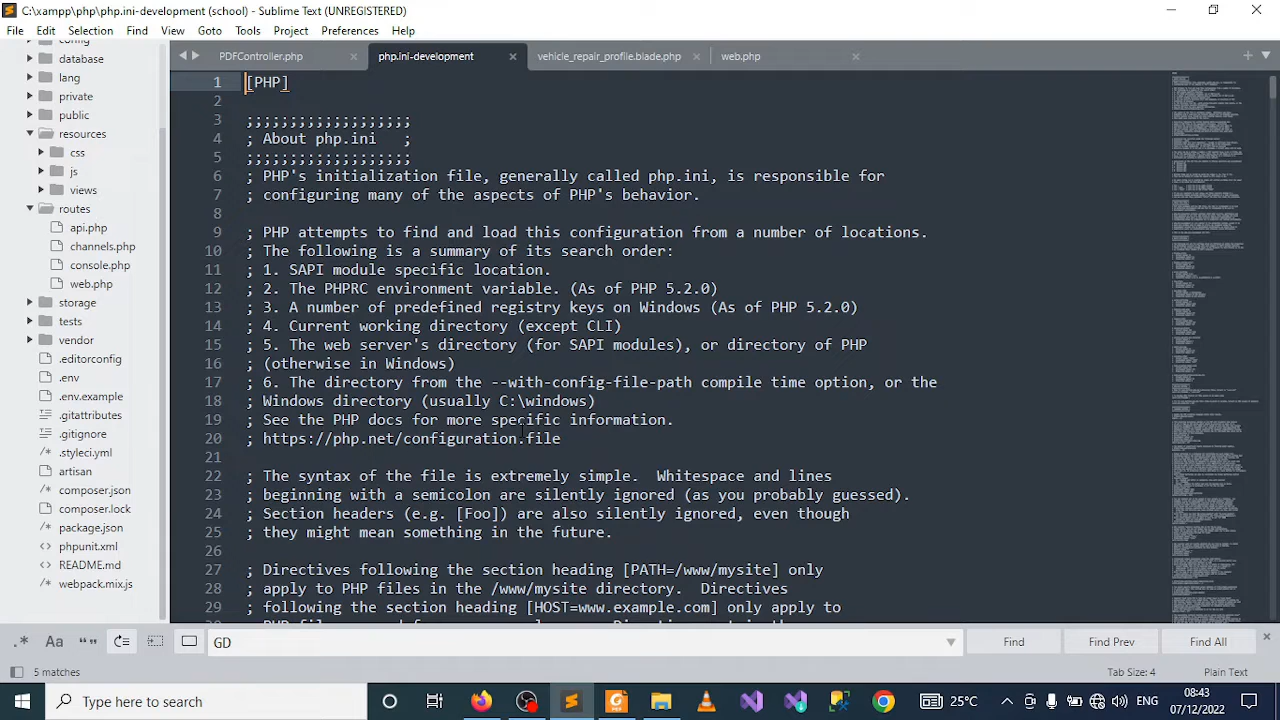 C:\xampp\php\php.ini-development (school) - Sublime Text (UNREGISTERED)
File Edit Selection Find View Goto Tools Project Preferences Help
PDFController.php
php.ini-development
vehicle_repair_profile.blade.php
web.php
config
database
lang
private
public
resources
css
js
views
routes
api.php
channels.php
console.php
web.php
storage
tests
vendor
.editorconfig
.env
.env.example
.gitattributes
.gitignore
.styleci.yml
artisan
composer.json
composer.lock
package.json
phpunit.xml
README.md
webpack.mix.js
1 [PHP]
2
3 ;;;;;;;;;;;;;;;;;;;
4 ; About php.ini   ;
5 ;;;;;;;;;;;;;;;;;;;
6 ; PHP's initialization file, generally called php.ini, is responsible for
7 ; configuring many of the aspects of PHP's behavior.
8
9 ; PHP attempts to find and load this configuration from a number of locations.
10 ; The following is a summary of its search order:
11 ; 1. SAPI module specific location.
12 ; 2. The PHPRC environment variable. (As of PHP 5.2.0)
13 ; 3. A number of predefined registry keys on Windows (As of PHP 5.2.0)
14 ; 4. Current working directory (except CLI)
15 ; 5. The web server's directory (for SAPI modules), or directory of PHP
16 ; (otherwise in Windows)
17 ; 6. The directory from the --with-config-file-path compile time option, or the
18 ; Windows directory (usually C:\windows)
19 ; See the PHP docs for more specific information.
20 ; https://php.net/configuration.file
21
22 ; The syntax of the file is extremely simple.  Whitespace and lines
23 ; beginning with a semicolon are silently ignored (as you probably guessed).
24 ; Section headers (e.g. [Foo]) are also silently ignored, even though
25 ; they might mean something in the future.
26
27 ; Directives following the section heading [PATH=/www/mysite] only
28 ; apply to PHP files in the /www/mysite directory.  Directives
29 ; following the section heading [HOST=www.example.com] only apply to
GD
Find
Find Prev
Find All
5 matches
Tab Size: 4
Plain Text
Type here to search
25°C
ENG
08:43
07/12/2022